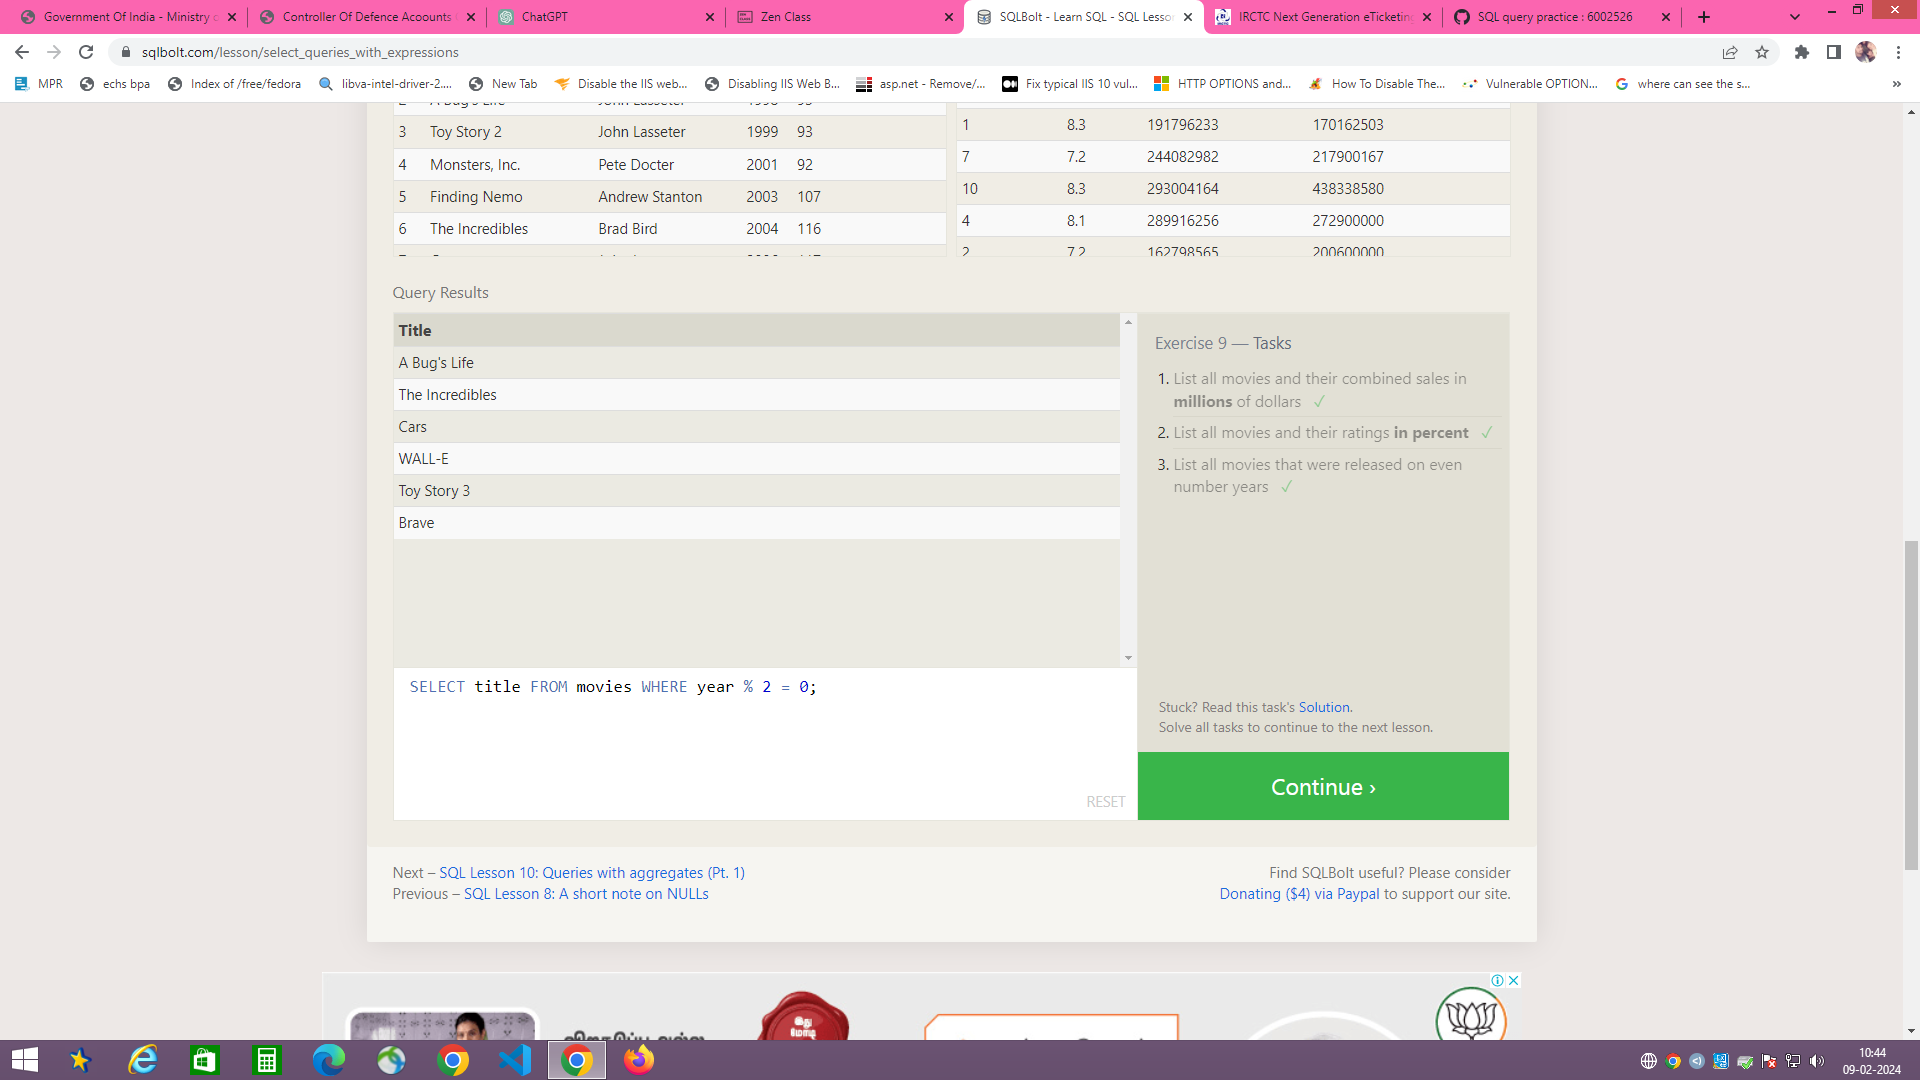 Government Of India - Ministry
Controller Of Defence Acoounts
ChatGPT
Zen Class
SQLBolt - Learn SQL - SQL Lesson
IRCTC Next Generation eTicketing
SQL query practice : 6002526
sqlbolt.com/lesson/select_queries_with_expressions
MPR
echs bpa
Index of /free/fedora
libva-intel-driver-2....
New Tab
Disable the IIS web...
Disabling IIS Web B...
asp.net - Remove/...
Fix typical IIS 10 vul...
HTTP OPTIONS and...
How To Disable The...
Vulnerable OPTION...
where can see the s...
»
2 A Bug's Life John Lasseter 1998 95
3 Toy Story 2 John Lasseter 1999 93
4 Monsters, Inc. Pete Docter 2001 92
5 Finding Nemo Andrew Stanton 2003 107
6 The Incredibles Brad Bird 2004 116
1 8.3 191796233 170162503
7 7.2 244082982 217900167
10 8.3 293004164 438338580
4 8.1 289916256 272900000
2 7.2 162798565 200600000
Query Results
Title
A Bug's Life
The Incredibles
Cars
WALL-E
Toy Story 3
Brave
Exercise 9 — Tasks
1. List all movies and their combined sales in
millions of dollars ✓
2. List all movies and their ratings in percent ✓
3. List all movies that were released on even
number years ✓
SELECT title FROM movies WHERE year % 2 = 0;
RESET
Stuck? Read this task's Solution.
Solve all tasks to continue to the next lesson.
Continue ›
Next – SQL Lesson 10: Queries with aggregates (Pt. 1)
Previous – SQL Lesson 8: A short note on NULLs
Find SQLBolt useful? Please consider
Donating ($4) via Paypal to support our site.
இது
மோடி
10:44
09-02-2024